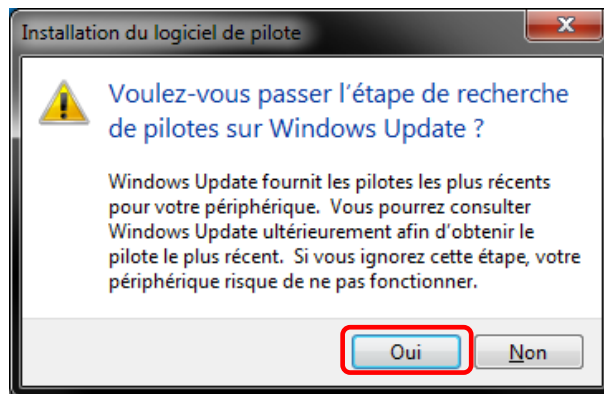 Installation du logiciel de pilote
Voulez-vous passer l'étape de recherche
de pilotes sur Windows Update ?
Windows Update fournit les pilotes les plus récents
pour votre périphérique. Vous pourrez consulter
Windows Update ultérieurement afin d'obtenir le
pilote le plus récent. Si vous ignorez cette étape, votre
périphérique risque de ne pas fonctionner.
Oui
Non